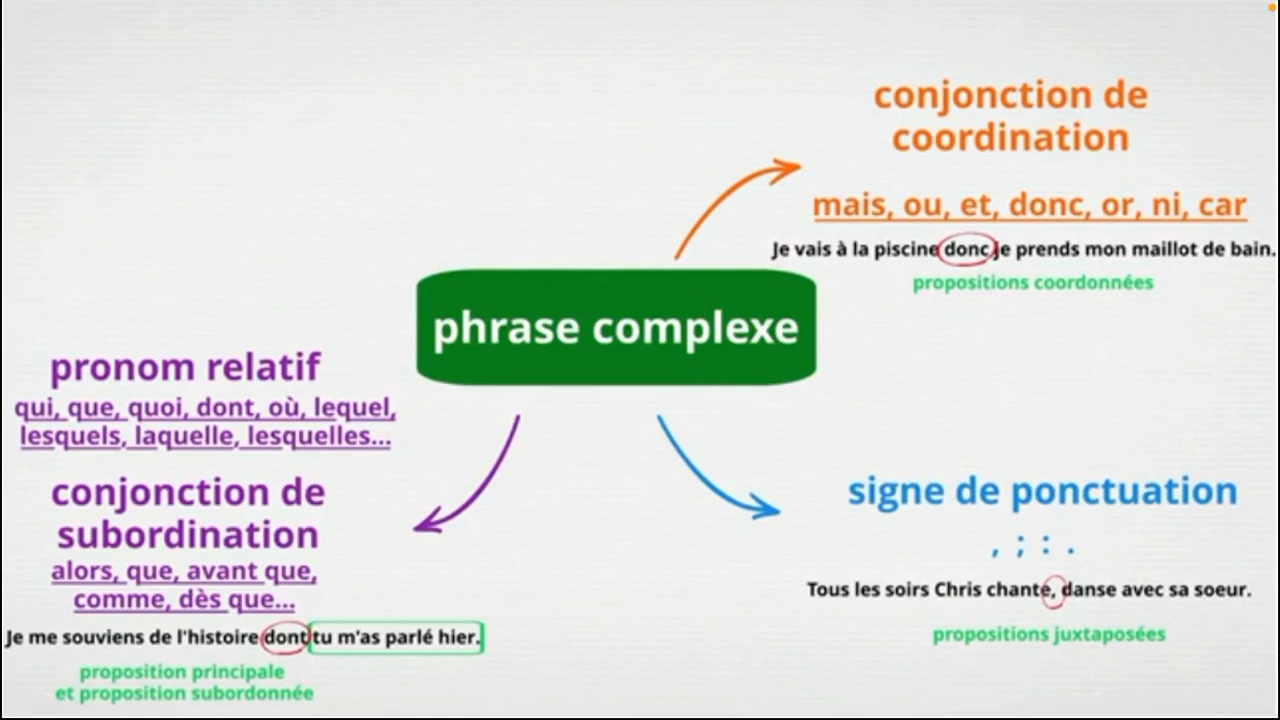 conjonction de
coordination
mais, ou, et, donc, or, ni, car
Je vais à la piscine donc je prends mon maillot de bain.
propositions coordonnées
phrase complexe
pronom relatif
qui, que, quoi, dont, où, lequel,
lesquels, laquelle, lesquelles...
conjonction de
subordination
alors, que, avant que,
comme, dès que...
Je me souviens de l'histoire dont tu m'as parlé hier.
proposition principale
et proposition subordonnée
signe de ponctuation
, ; : .
Tous les soirs Chris chante, danse avec sa soeur.
propositions juxtaposées